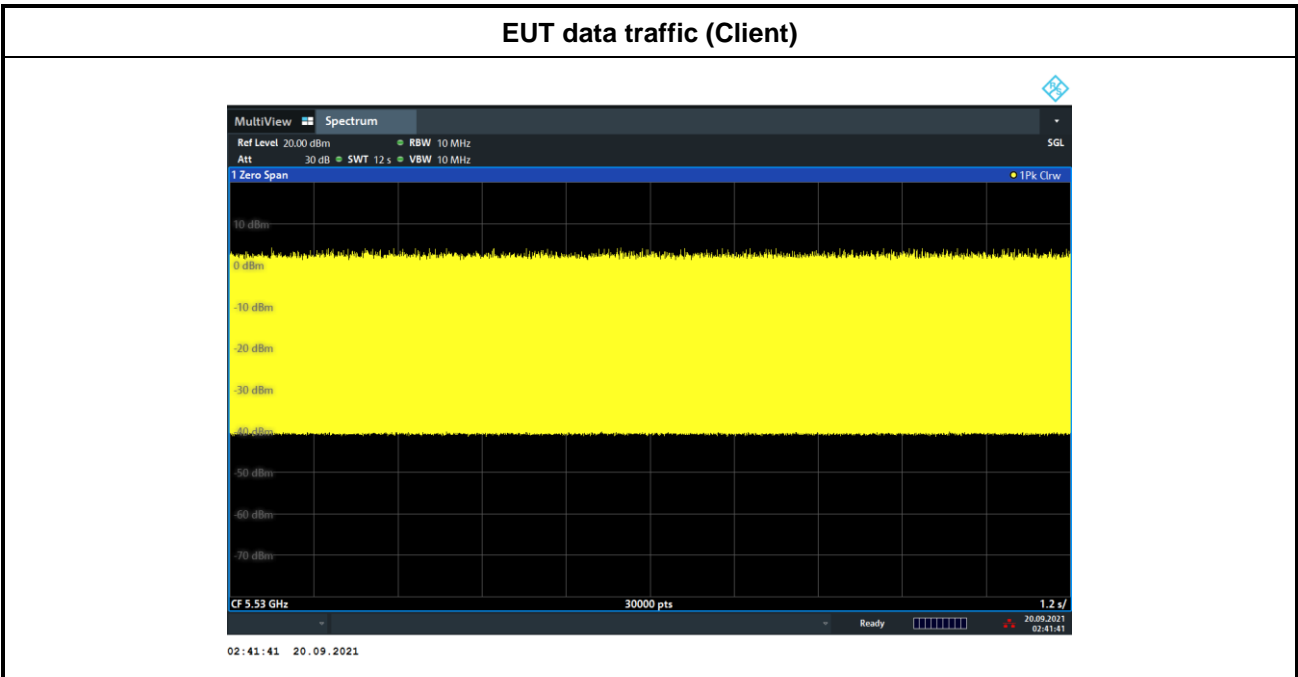 EUT data traffic (Client)
R S
MultiView Spectrum
Ref Level 20.00 dBm RBW 10 MHz SGL
Att 30 dB SWT 12 s VBW 10 MHz
1 Zero Span 1Pk Clrw
10 dBm
0 dBm
-10 dBm
-20 dBm
-30 dBm
-40 dBm
-50 dBm
-60 dBm
-70 dBm
CF 5.53 GHz 30000 pts 1.2 s/
Ready 20.09.2021
02:41:41
02:41:41 20.09.2021